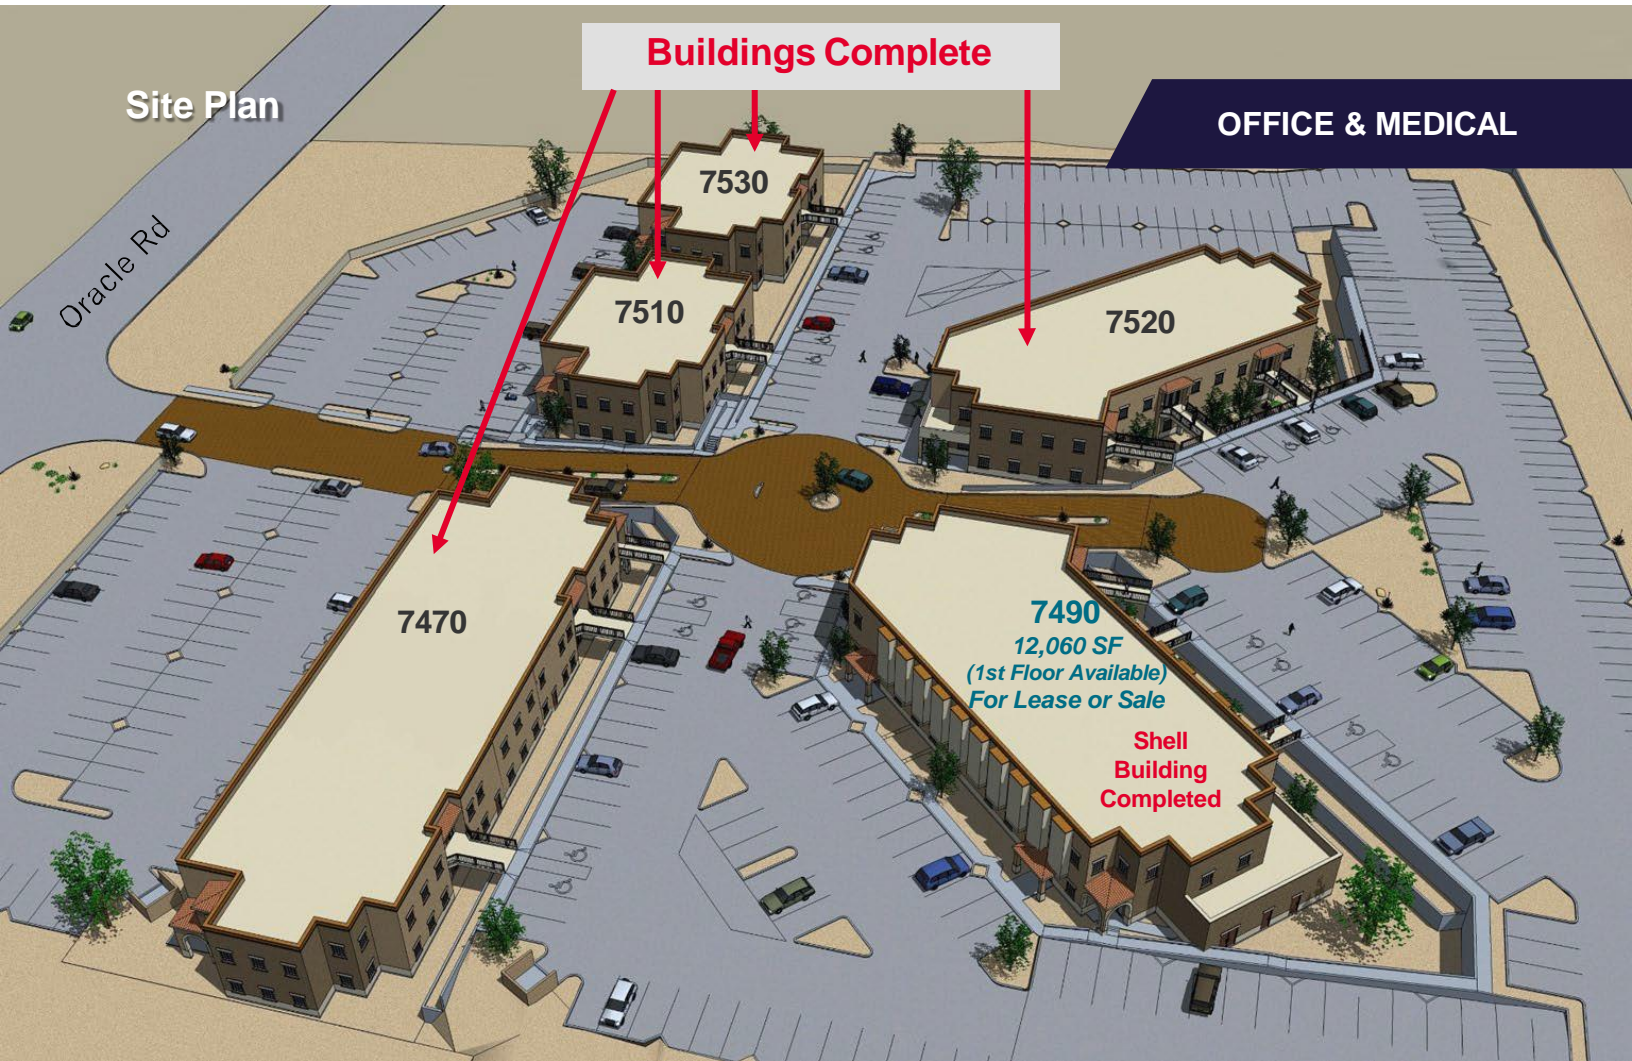 Buildings Complete
Site Plan
OFFICE & MEDICAL
Oracle Rd
7530
7510
7520
7470
7490
12,060 SF
(1st Floor Available)
For Lease or Sale
Shell
Building
Completed